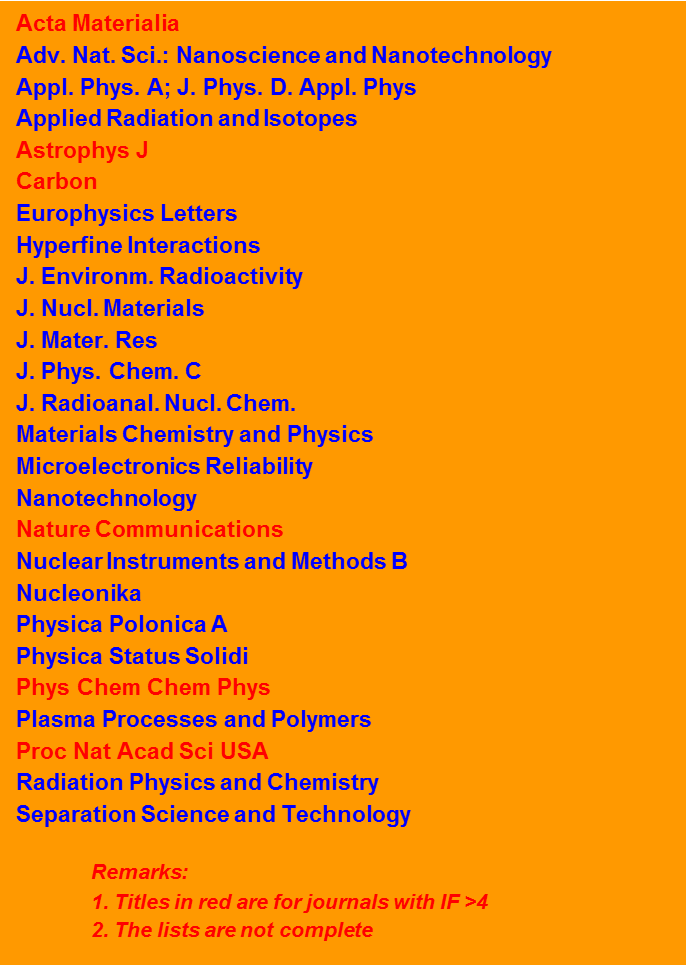 Acta Materialia
Adv. Nat. Sci.: Nanoscience and Nanotechnology
Appl. Phys. A; J. Phys. D. Appl. Phys
Applied Radiation and Isotopes
Astrophys J
Carbon
Europhysics Letters
Hyperfine Interactions
J. Environm. Radioactivity
J. Nucl. Materials
J. Mater. Res
J. Phys. Chem. C
J. Radioanal. Nucl. Chem.
Materials Chemistry and Physics
Microelectronics Reliability
Nanotechnology
Nature Communications
Nuclear Instruments and Methods B
Nucleonika
Physica Polonica A
Physica Status Solidi
Phys Chem Chem Phys
Plasma Processes and Polymers
Proc Nat Acad Sci USA
Radiation Physics and Chemistry
Separation Science and Technology
Remarks:
1. Titles in red are for journals with IF >4
2. The lists are not complete